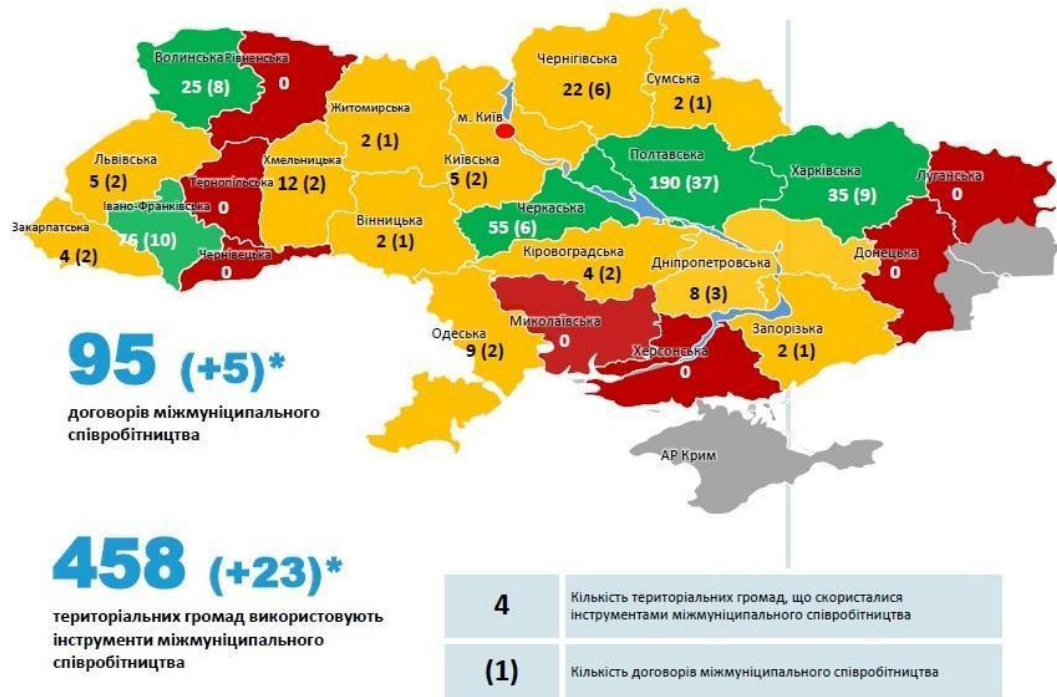 Волинська
25 (8)
Рівненська
0
Житомирська
2 (1)
м. Київ
Київська
5 (2)
Чернігівська
22 (6)
Сумська
2 (1)
Львівська
5 (2)
Тернопільська
0
Хмельницька
12 (2)
Вінницька
2 (1)
Черкаська
55 (6)
Полтавська
190 (37)
Харківська
35 (9)
Луганська
0
Закарпатська
4 (2)
Івано-Франківська
76 (10)
Чернівецька
0
Кіровоградська
4 (2)
Дніпропетровська
8 (3)
Донецька
0
Одеська
9 (2)
Миколаївська
0
Херсонська
0
Запорізька
2 (1)
АР Крим
95 (+5)*
договорів міжмуніципального
співробітництва
458 (+23)*
територіальних громад використовують
інструменти міжмуніципального
співробітництва
4
Кількість територіальних громад, що скористалися
інструментами міжмуніципального співробітництва
(1)
Кількість договорів міжмуніципального співробітництва